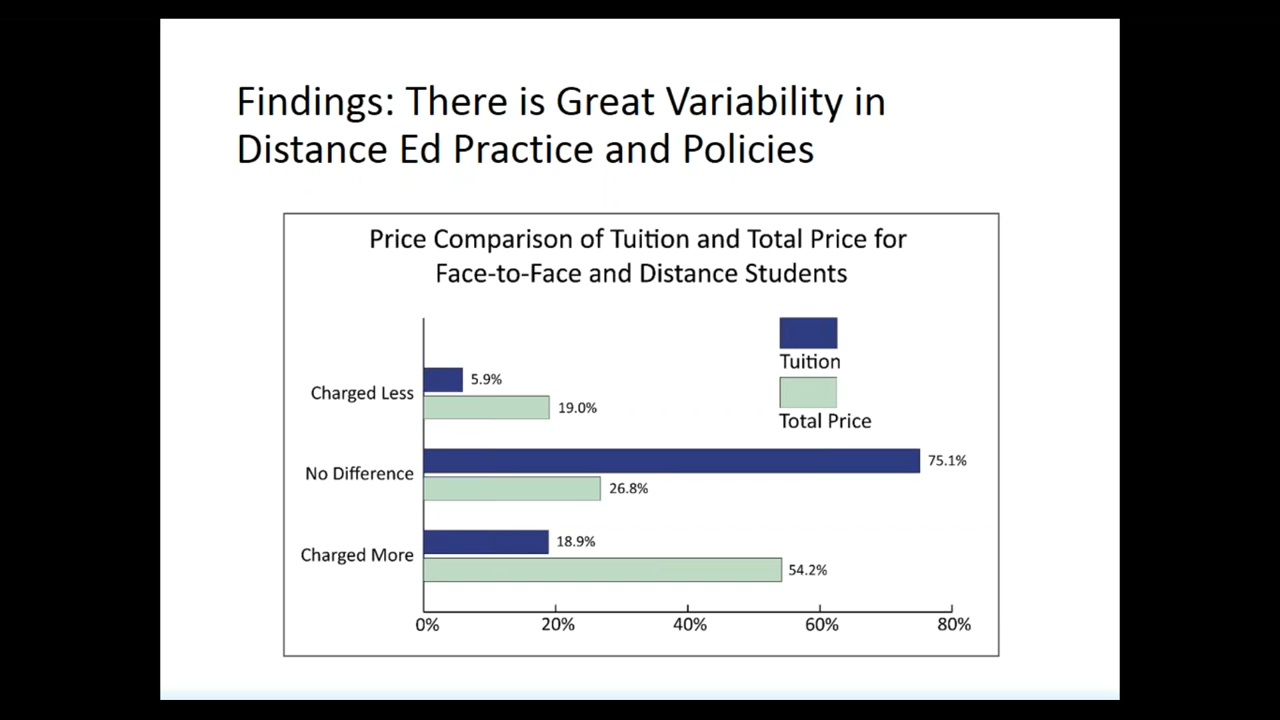 Findings: There is Great Variability in
Distance Ed Practice and Policies
Price Comparison of Tuition and Total Price for
Face-to-Face and Distance Students
Tuition
Total Price
Charged Less
5.9%
19.0%
No Difference
75.1%
26.8%
Charged More
18.9%
54.2%
0% 20% 40% 60% 80%